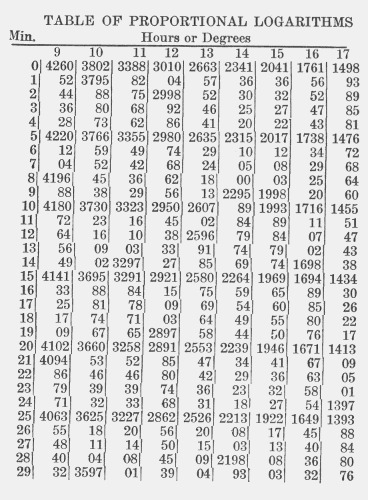 TABLE OF PROPORTIONAL LOGARITHMS
Min. Hours or Degrees
9 10 11 12 13 14 15 16 17
0 4260 3802 3388 3010 2663 2341 2041 1761 1498
1 52 3795 82 04 57 36 36 56 93
2 44 88 75 2998 52 30 32 52 89
3 36 80 68 92 46 25 27 47 85
4 28 73 62 86 41 20 22 43 81
5 4220 3766 3355 2980 2635 2315 2017 1738 1476
6 12 59 49 74 29 10 12 34 72
7 04 52 42 68 24 05 08 29 68
8 4196 45 36 62 18 00 03 25 64
9 88 38 29 56 13 2295 1998 20 60
10 4180 3730 3323 2950 2607 89 1993 1716 1455
11 72 23 16 45 02 84 89 11 51
12 64 16 10 38 2596 79 84 07 47
13 56 09 03 33 91 74 79 02 43
14 49 02 3297 27 85 69 74 1698 38
15 4141 3695 3291 2921 2580 2264 1969 1694 1434
16 33 88 84 15 75 59 65 89 30
17 25 81 78 09 69 54 60 85 26
18 17 74 71 03 64 49 55 80 22
19 09 67 65 2897 58 44 50 76 17
20 4102 3660 3258 2891 2553 2239 1946 1671 1413
21 4094 53 52 85 47 34 41 67 09
22 86 46 46 80 42 29 36 63 05
23 79 39 39 74 36 23 32 58 01
24 71 32 33 68 31 18 27 54 1397
25 4063 3625 3227 2862 2526 2213 1922 1649 1393
26 55 18 20 56 20 08 17 45 88
27 48 11 14 50 15 03 13 40 84
28 40 04 08 45 09 2198 08 36 80
29 32 3597 01 39 04 93 03 32 76